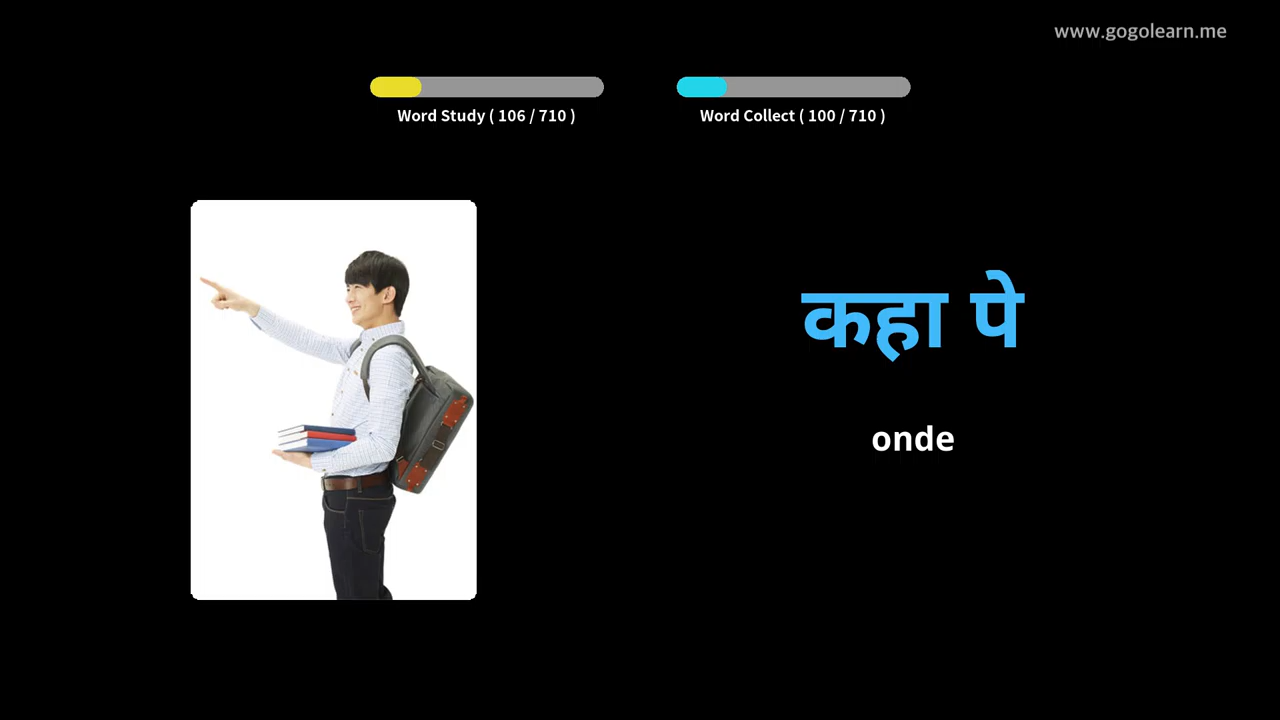 www.gogolearn.me
Word Study ( 106 / 710 )
Word Collect ( 100 / 710 )
कहा पे
onde